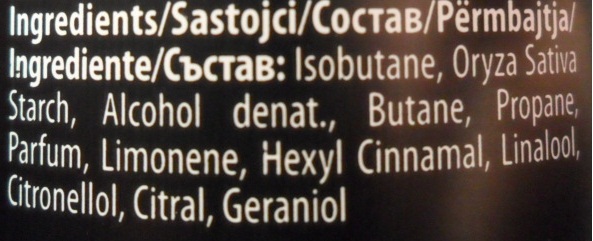 Ingredients/Sastojci/Состав/Përmbajtja/
Ingrediente/Състав: Isobutane, Oryza Sativa
Starch, Alcohol denat., Butane, Propane,
Parfum, Limonene, Hexyl Cinnamal, Linalool,
Citronellol, Citral, Geraniol